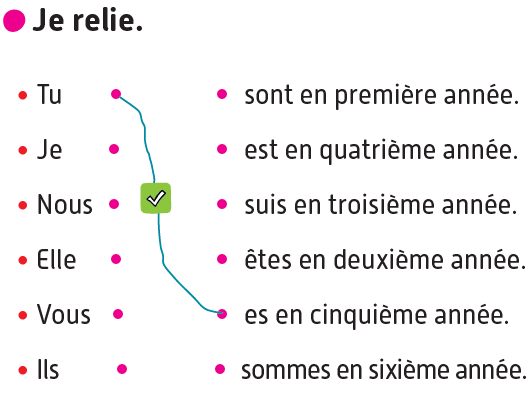 Je relie.
Tu sont en première année.
Je est en quatrième année.
Nous suis en troisième année.
Elle êtes en deuxième année.
Vous es en cinquième année.
Ils sommes en sixième année.